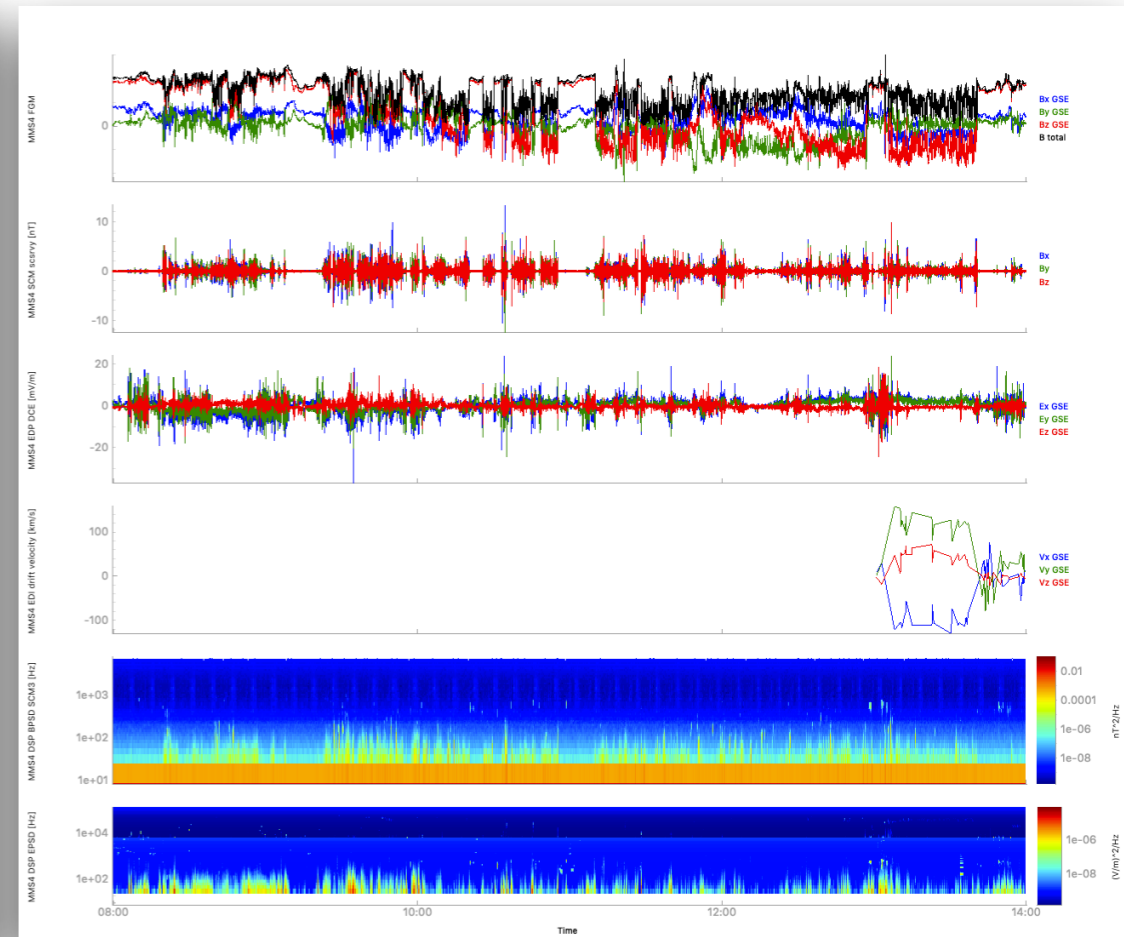 MMS4 FGM
0
Bx GSE
By GSE
Bz GSE
B total
MMS4 SCM scsrvy [nT]
10
0
-10
Bx
By
Bz
MMS4 EDP DCE [mV/m]
20
0
-20
Ex GSE
Ey GSE
Ez GSE
MMS4 EDI drift velocity [km/s]
100
0
-100
Vx GSE
Vy GSE
Vz GSE
MMS4 DSP BPSD SCM3 [Hz]
1e+03
1e+02
1e+01
0.01
0.0001
1e-06
1e-08
nT^2/Hz
MMS4 DSP EPSD [Hz]
1e+04
1e+02
1e-06
1e-08
(V/m)^2/Hz
08:00
10:00
12:00
14:00
Time